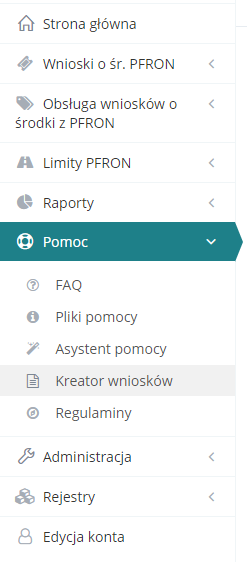 Strona główna
Wnioski o śr. PFRON
Obsługa wniosków o
środki z PFRON
Limity PFRON
Raporty
Pomoc
FAQ
Pliki pomocy
Asystent pomocy
Kreator wniosków
Regulaminy
Administracja
Rejestry
Edycja konta